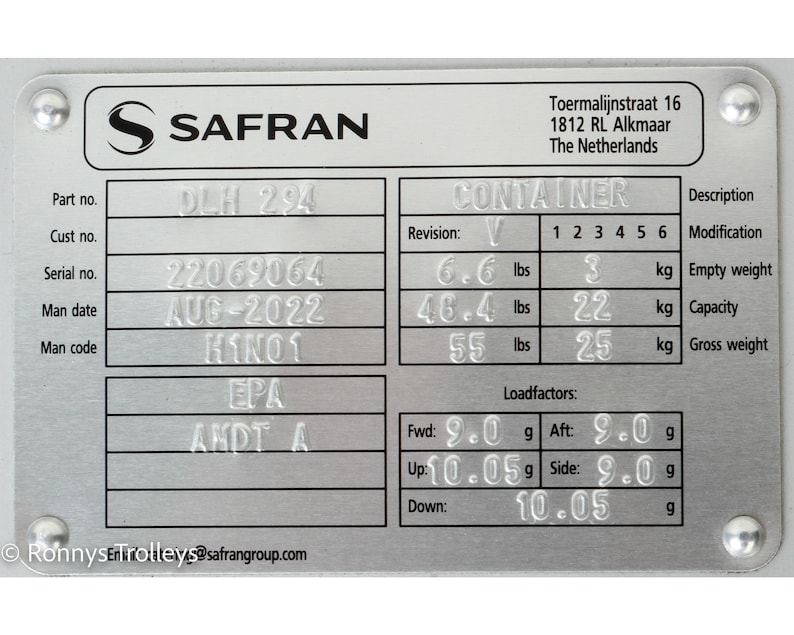 SAFRAN
Toermalijnstraat 16
1812 RL Alkmaar
The Netherlands
Part no. DLH 294 CONTAINER Description
Cust no. Revision: V 1 2 3 4 5 6 Modification
Serial no. 22069064 6.6 lbs 3 kg Empty weight
Man date AUG-2022 48.4 lbs 22 kg Capacity
Man code H1N01 55 lbs 25 kg Gross weight
EPA Loadfactors:
AMDT A Fwd: 9.0 g Aft: 9.0 g
Up: 10.05 g Side: 9.0 g
Down: 10.05 g
© Ronnys Trolleys
Email: @safrangroup.com